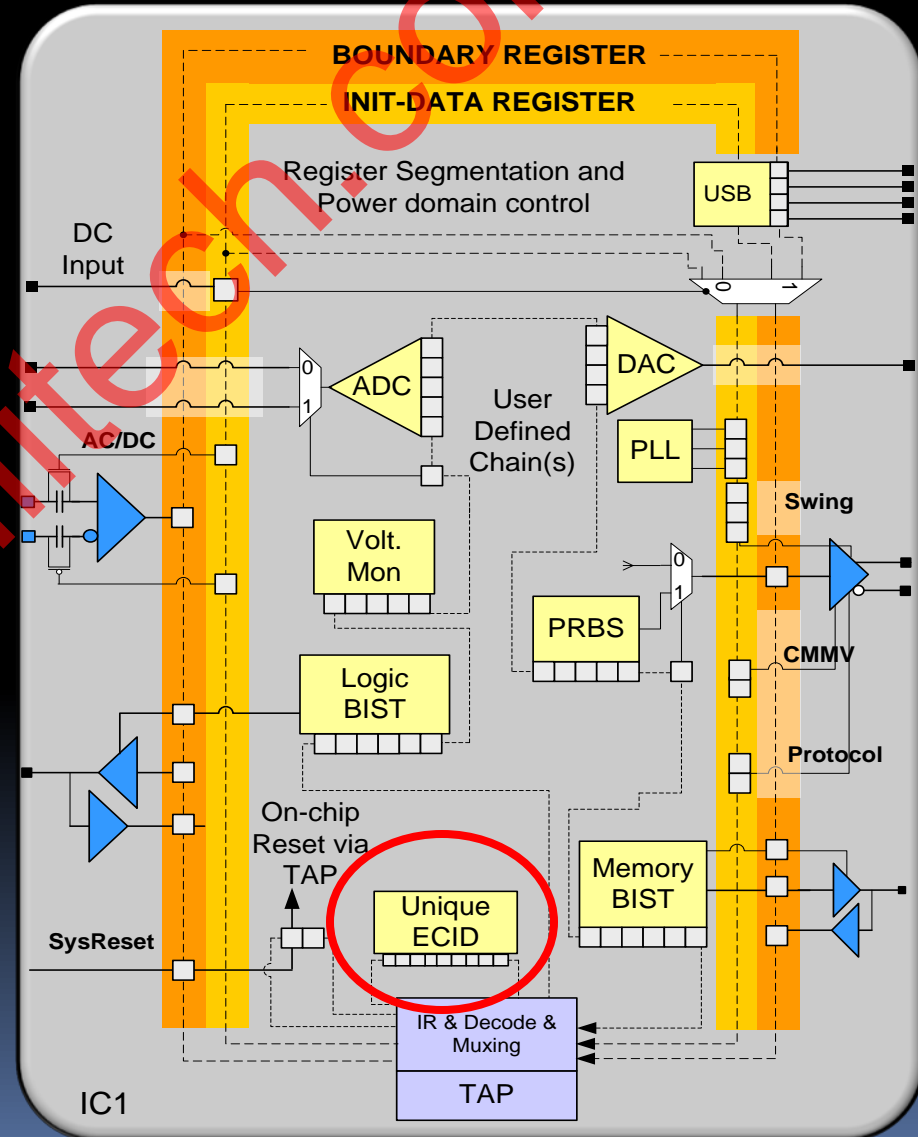 BOUNDARY REGISTER
INIT-DATA REGISTER
Register Segmentation and
Power domain control
USB
DC
Input
0
1
0
1
ADC
DAC
User
Defined
Chain(s)
PLL
AC/DC
Swing
Volt.
Mon
0
1
PRBS
CMMV
Logic
BIST
Protocol
On-chip
Reset via
TAP
Memory
BIST
Unique
ECID
SysReset
IR & Decode &
Muxing
TAP
IC1
itech.co